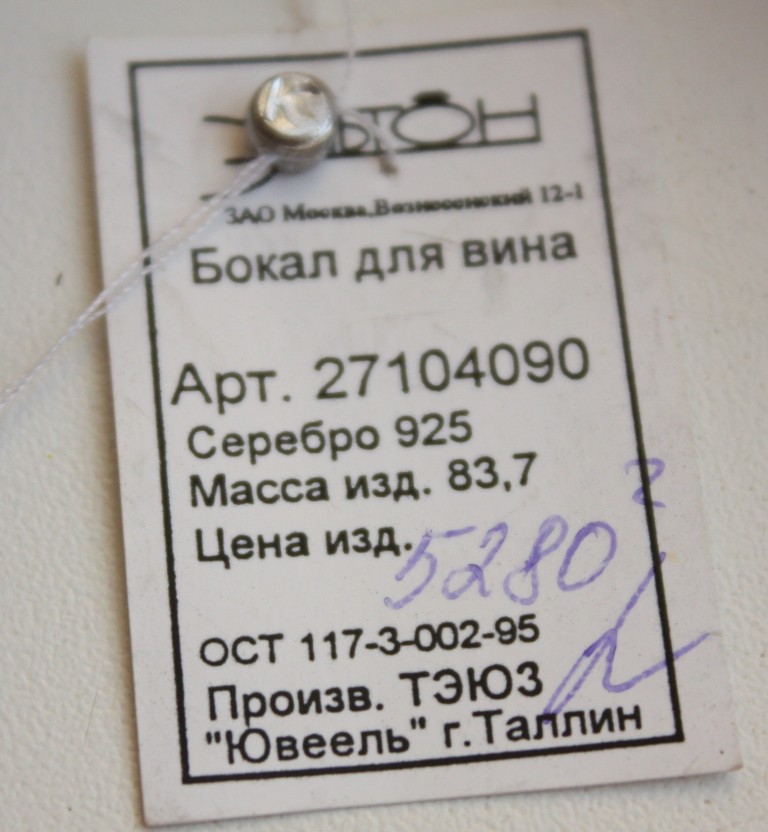 ЗАО Москва,Вознесенский 12-1
Бокал для вина
Арт. 27104090
Серебро 925
Масса изд. 83,7
Цена изд. 5280
ОСТ 117-3-002-95
Произв. ТЭЮЗ
"Ювеель" г.Таллин